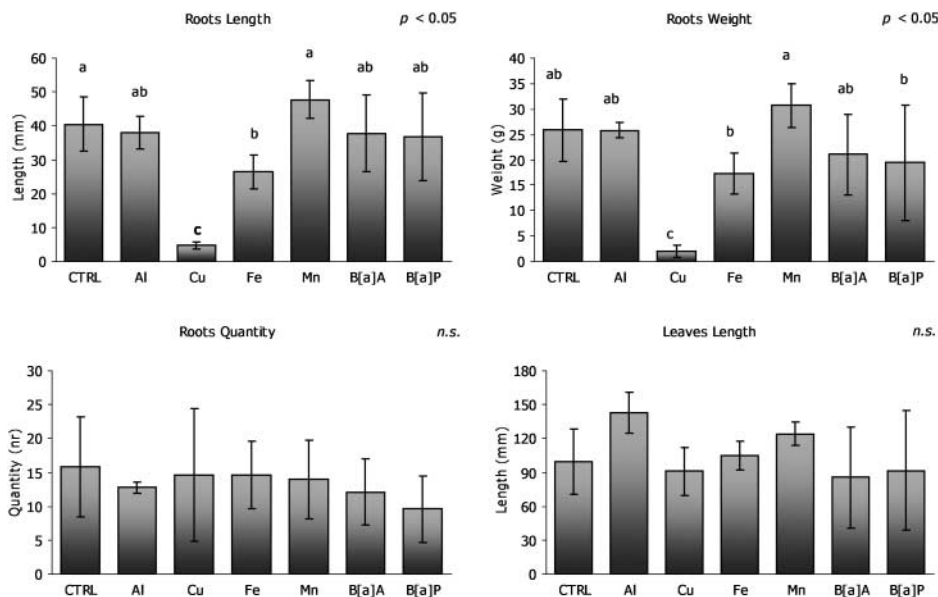 Roots Length
p < 0.05
Length (mm)
60
50
40
30
20
10
0
a
ab
c
b
a
ab
ab
CTRL Al Cu Fe Mn B[a]A B[a]P
Roots Weight
p < 0.05
Weight (g)
40
35
30
25
20
15
10
5
0
ab
ab
c
b
a
ab
b
CTRL Al Cu Fe Mn B[a]A B[a]P
Roots Quantity
n.s.
Quantity (nr)
30
25
20
15
10
5
0
CTRL Al Cu Fe Mn B[a]A B[a]P
Leaves Length
n.s.
Length (mm)
180
150
120
90
60
30
0
CTRL Al Cu Fe Mn B[a]A B[a]P